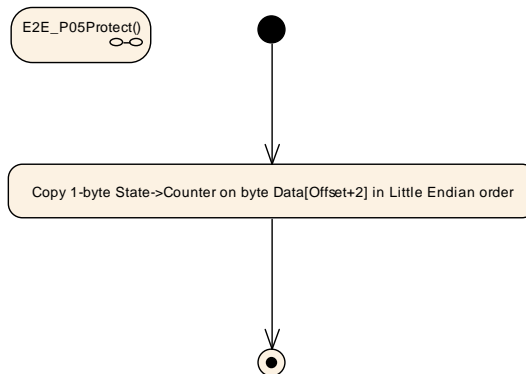 E2E_P05Protect()
Copy 1-byte State->Counter on byte Data[Offset+2] in Little Endian order